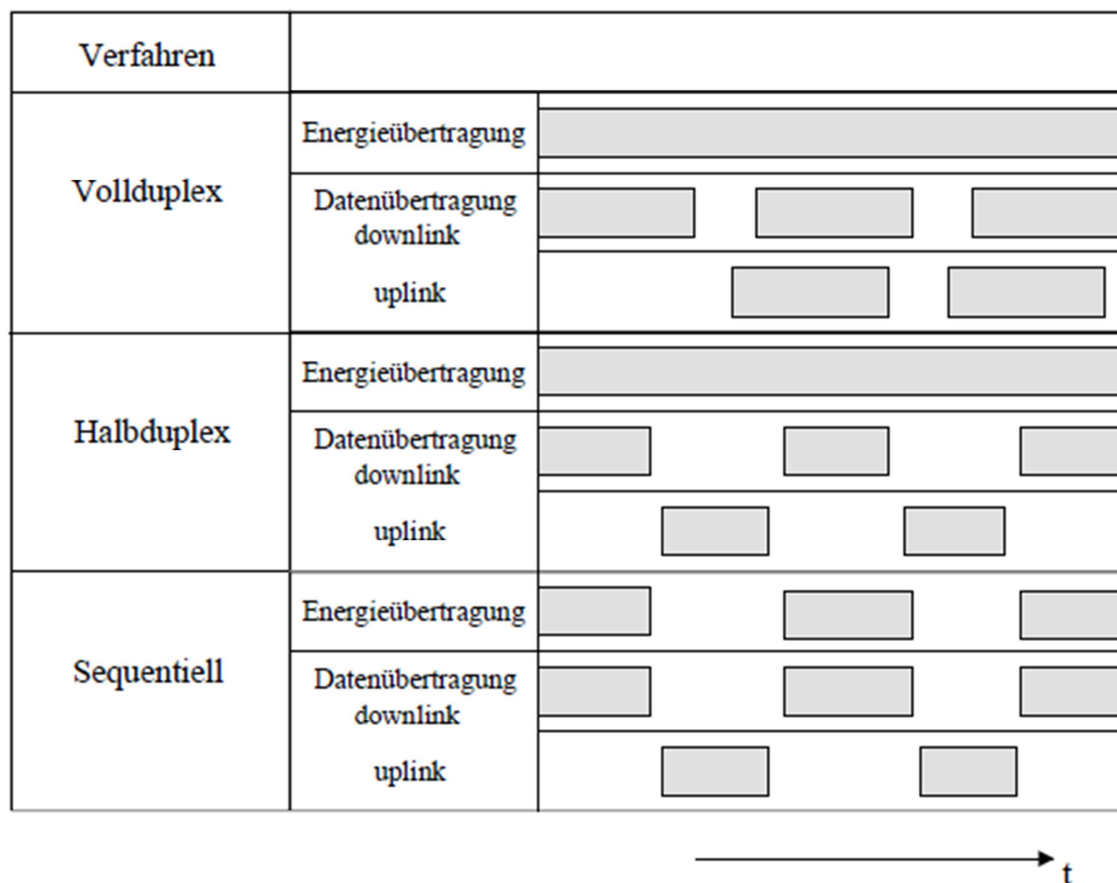 Verfahren
Vollduplex
Energieübertragung
Datenübertragung
downlink
uplink
Halbduplex
Energieübertragung
Datenübertragung
downlink
uplink
Sequentiell
Energieübertragung
Datenübertragung
downlink
uplink
t